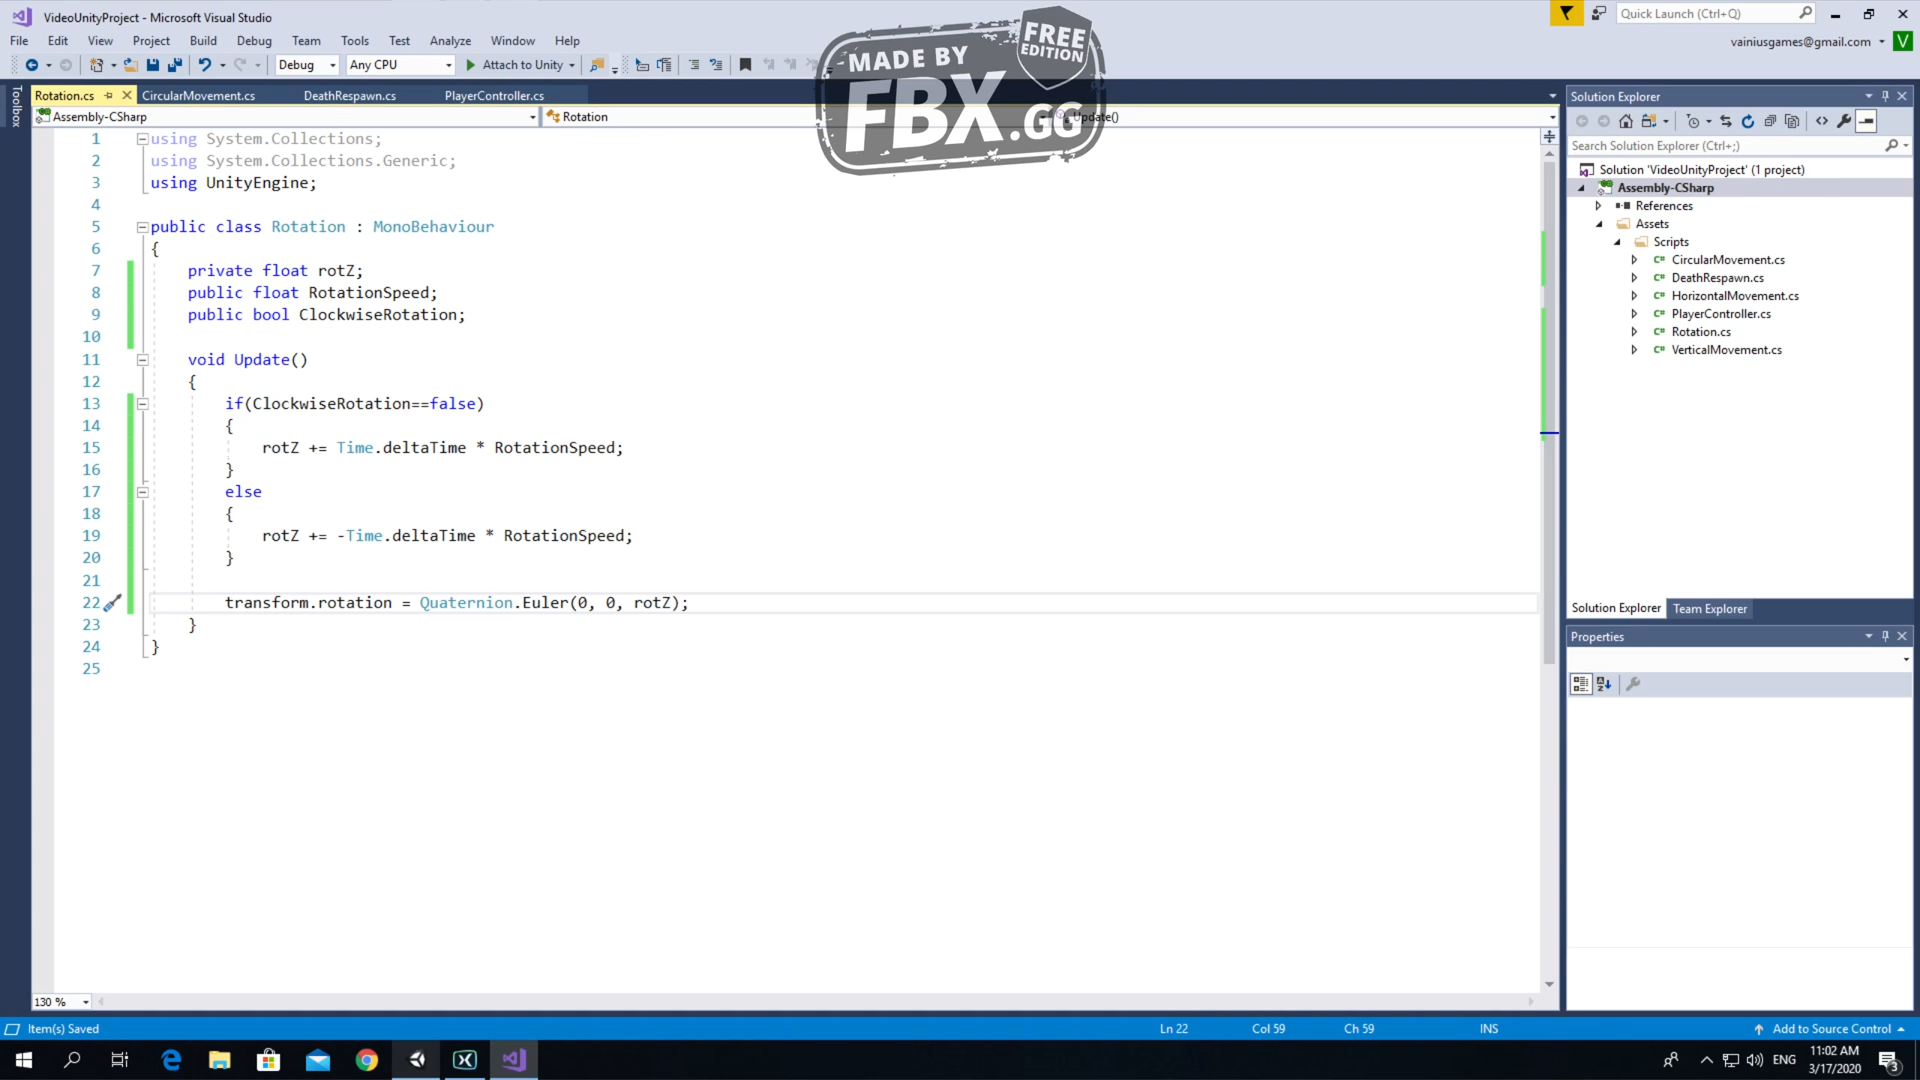 VideoUnityProject - Microsoft Visual Studio
Quick Launch (Ctrl+Q)
File Edit View Project Build Debug Team Tools Test Analyze Window Help
vainiusgames@gmail.com V
Debug Any CPU Attach to Unity
MADE BY
FBX.GG
FREE
EDITION
Toolbox
Rotation.cs CircularMovement.cs DeathRespawn.cs PlayerController.cs
Assembly-CSharp Rotation Update()
1 using System.Collections;
2 using System.Collections.Generic;
3 using UnityEngine;
4
5 public class Rotation : MonoBehaviour
6 {
7 private float rotZ;
8 public float RotationSpeed;
9 public bool ClockwiseRotation;
10
11 void Update()
12 {
13 if(ClockwiseRotation==false)
14 {
15 rotZ += Time.deltaTime * RotationSpeed;
16 }
17 else
18 {
19 rotZ += -Time.deltaTime * RotationSpeed;
20 }
21
22 transform.rotation = Quaternion.Euler(0, 0, rotZ);
23 }
24 }
25
130 %
Solution Explorer
Search Solution Explorer (Ctrl+;)
Solution 'VideoUnityProject' (1 project)
Assembly-CSharp
References
Assets
Scripts
C# CircularMovement.cs
C# DeathRespawn.cs
C# HorizontalMovement.cs
C# PlayerController.cs
C# Rotation.cs
C# VerticalMovement.cs
Solution Explorer Team Explorer
Properties
Item(s) Saved Ln 22 Col 59 Ch 59 INS Add to Source Control
ENG 11:02 AM
3/17/2020
3